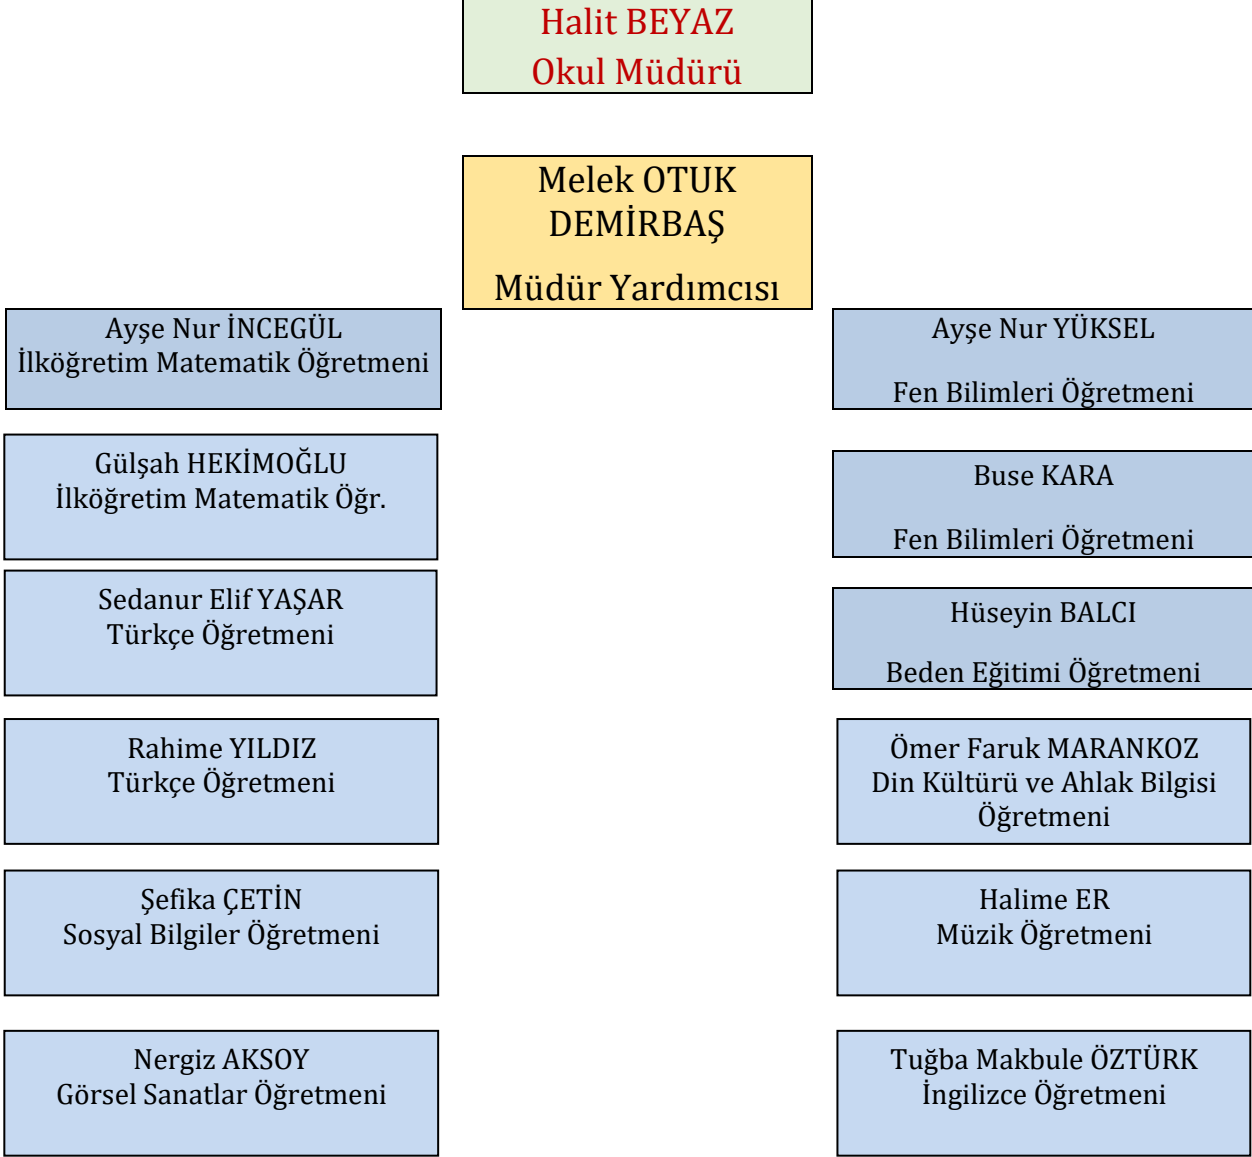 Halit BEYAZ
Okul Müdürü
Melek OTUK
DEMİRBAŞ
Müdür Yardımcısı
Ayşe Nur İNCEGÜL
İlköğretim Matematik Öğretmeni
Ayşe Nur YÜKSEL
Fen Bilimleri Öğretmeni
Gülşah HEKİMOĞLU
İlköğretim Matematik Öğr.
Buse KARA
Fen Bilimleri Öğretmeni
Sedanur Elif YAŞAR
Türkçe Öğretmeni
Hüseyin BALCI
Beden Eğitimi Öğretmeni
Rahime YILDIZ
Türkçe Öğretmeni
Ömer Faruk MARANKOZ
Din Kültürü ve Ahlak Bilgisi
Öğretmeni
Şefika ÇETİN
Sosyal Bilgiler Öğretmeni
Halime ER
Müzik Öğretmeni
Nergiz AKSOY
Görsel Sanatlar Öğretmeni
Tuğba Makbule ÖZTÜRK
İngilizce Öğretmeni